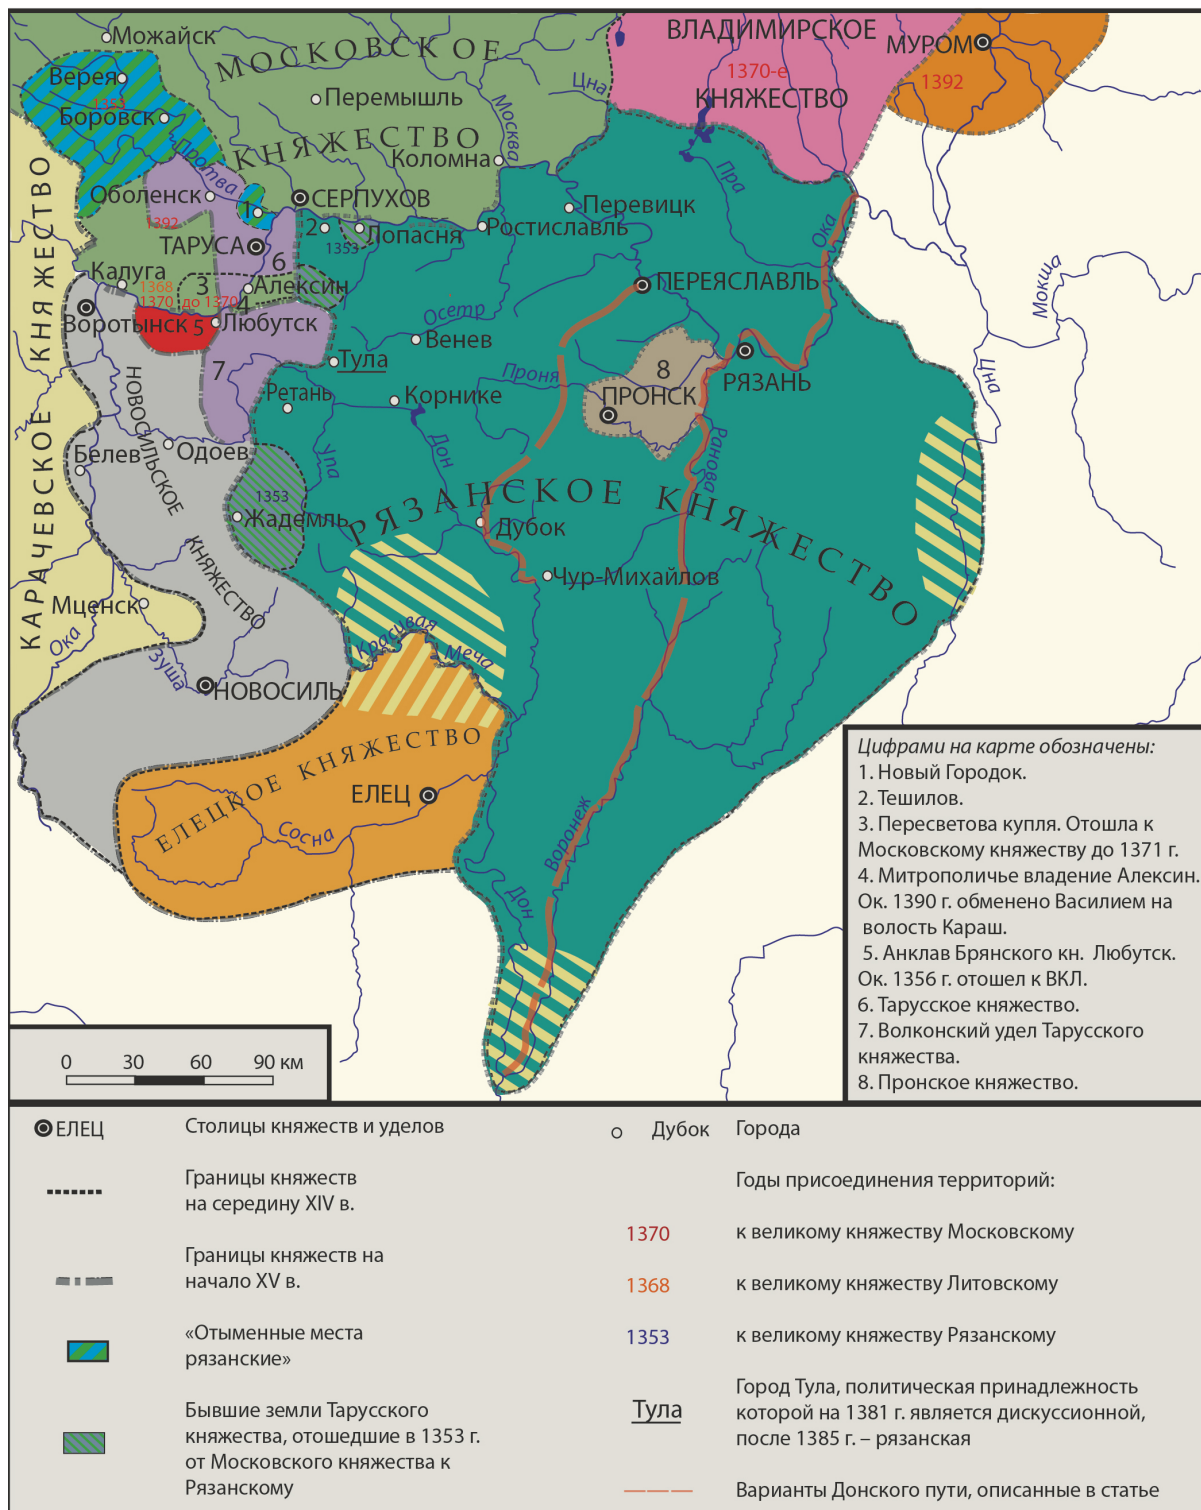 Можайск
МОСКОВСКОЕ
КНЯЖЕСТВО
ВЛАДИМИРСКОЕ
1370-е
КНЯЖЕСТВО
МУРОМ
1392
Верея
1353
Боровск
Перемышль
Цна
Москва
Коломна
Протва
Оболенск
1
СЕРПУХОВ
Перевицк
Пра
Ока
1392
2
Лопасня
1353
Ростиславль
ТАРУСА
6
Калуга
1368
1370
3
до 1370
4
Алексин
ПЕРЕЯСЛАВЛЬ
Мокша
Воротынск
5
Любутск
Осетр
Венев
Тула
7
Ретань
Корнике
Проня
8
ПРОНСК
РЯЗАНЬ
Цна
КАРАЧЕВСКОЕ КНЯЖЕСТВО
НОВОСИЛЬСКОЕ
КНЯЖЕСТВО
Белев
Одоев
Упа
Дон
Ранова
1353
Жадемль
РЯЗАНСКОЕ КНЯЖЕСТВО
Дубок
Чур-Михайлов
Мценск
Ока
Зуша
НОВОСИЛЬ
Красивая
Меча
ЕЛЕЦКОЕ КНЯЖЕСТВО
ЕЛЕЦ
Сосна
Дон
Воронеж
Цифрами на карте обозначены:
1. Новый Городок.
2. Тешилов.
3. Пересветова купля. Отошла к
Московскому княжеству до 1371 г.
4. Митрополичье владение Алексин.
Ок. 1390 г. обменено Василием на
волость Караш.
5. Анклав Брянского кн. Любутск.
Ок. 1356 г. отошел к ВКЛ.
6. Тарусское княжество.
7. Волконский удел Тарусского
княжества.
8. Пронское княжество.
0 30 60 90 км
ЕЛЕЦ
Столицы княжеств и уделов
Границы княжеств
на середину XIV в.
Границы княжеств на
начало XV в.
«Отыменные места
рязанские»
Бывшие земли Тарусского
княжества, отошедшие в 1353 г.
от Московского княжества к
Рязанскому
Дубок
Города
Годы присоединения территорий:
1370
к великому княжеству Московскому
1368
к великому княжеству Литовскому
1353
к великому княжеству Рязанскому
Тула
Город Тула, политическая принадлежность
которой на 1381 г. является дискуссионной,
после 1385 г. – рязанская
Варианты Донского пути, описанные в статье